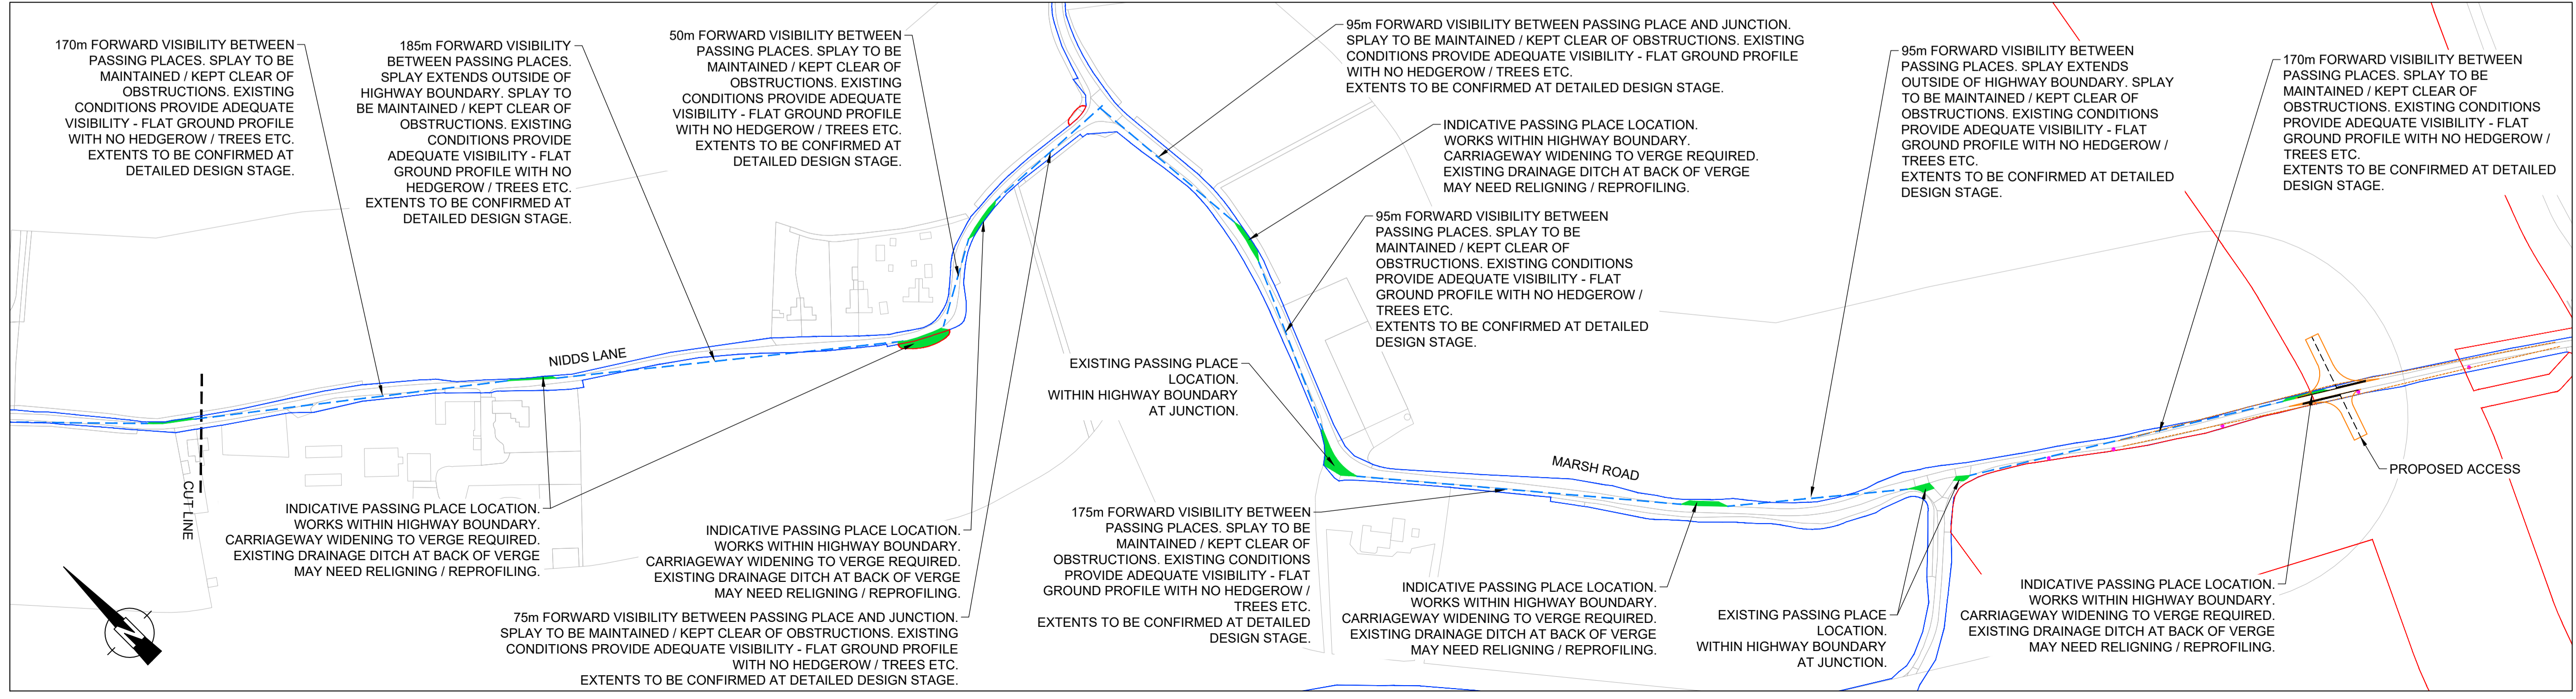 170m FORWARD VISIBILITY BETWEEN
PASSING PLACES. SPLAY TO BE
MAINTAINED / KEPT CLEAR OF
OBSTRUCTIONS. EXISTING
CONDITIONS PROVIDE ADEQUATE
VISIBILITY - FLAT GROUND PROFILE
WITH NO HEDGEROW / TREES ETC.
EXTENTS TO BE CONFIRMED AT
DETAILED DESIGN STAGE.
185m FORWARD VISIBILITY
BETWEEN PASSING PLACES.
SPLAY EXTENDS OUTSIDE OF
HIGHWAY BOUNDARY. SPLAY TO
BE MAINTAINED / KEPT CLEAR OF
OBSTRUCTIONS. EXISTING
CONDITIONS PROVIDE
ADEQUATE VISIBILITY - FLAT
GROUND PROFILE WITH NO
HEDGEROW / TREES ETC.
EXTENTS TO BE CONFIRMED AT
DETAILED DESIGN STAGE.
50m FORWARD VISIBILITY BETWEEN
PASSING PLACES. SPLAY TO BE
MAINTAINED / KEPT CLEAR OF
OBSTRUCTIONS. EXISTING
CONDITIONS PROVIDE ADEQUATE
VISIBILITY - FLAT GROUND PROFILE
WITH NO HEDGEROW / TREES ETC.
EXTENTS TO BE CONFIRMED AT
DETAILED DESIGN STAGE.
95m FORWARD VISIBILITY BETWEEN PASSING PLACE AND JUNCTION.
SPLAY TO BE MAINTAINED / KEPT CLEAR OF OBSTRUCTIONS. EXISTING
CONDITIONS PROVIDE ADEQUATE VISIBILITY - FLAT GROUND PROFILE
WITH NO HEDGEROW / TREES ETC.
EXTENTS TO BE CONFIRMED AT DETAILED DESIGN STAGE.
INDICATIVE PASSING PLACE LOCATION.
WORKS WITHIN HIGHWAY BOUNDARY.
CARRIAGEWAY WIDENING TO VERGE REQUIRED.
EXISTING DRAINAGE DITCH AT BACK OF VERGE
MAY NEED RELIGNING / REPROFILING.
95m FORWARD VISIBILITY BETWEEN
PASSING PLACES. SPLAY TO BE
MAINTAINED / KEPT CLEAR OF
OBSTRUCTIONS. EXISTING CONDITIONS
PROVIDE ADEQUATE VISIBILITY - FLAT
GROUND PROFILE WITH NO HEDGEROW /
TREES ETC.
EXTENTS TO BE CONFIRMED AT DETAILED
DESIGN STAGE.
95m FORWARD VISIBILITY BETWEEN
PASSING PLACES. SPLAY EXTENDS
OUTSIDE OF HIGHWAY BOUNDARY. SPLAY
TO BE MAINTAINED / KEPT CLEAR OF
OBSTRUCTIONS. EXISTING CONDITIONS
PROVIDE ADEQUATE VISIBILITY - FLAT
GROUND PROFILE WITH NO HEDGEROW /
TREES ETC.
EXTENTS TO BE CONFIRMED AT DETAILED
DESIGN STAGE.
170m FORWARD VISIBILITY BETWEEN
PASSING PLACES. SPLAY TO BE
MAINTAINED / KEPT CLEAR OF
OBSTRUCTIONS. EXISTING CONDITIONS
PROVIDE ADEQUATE VISIBILITY - FLAT
GROUND PROFILE WITH NO HEDGEROW /
TREES ETC.
EXTENTS TO BE CONFIRMED AT DETAILED
DESIGN STAGE.
NIDDS LANE
EXISTING PASSING PLACE
LOCATION.
WITHIN HIGHWAY BOUNDARY
AT JUNCTION.
MARSH ROAD
PROPOSED ACCESS
CUT LINE
INDICATIVE PASSING PLACE LOCATION.
WORKS WITHIN HIGHWAY BOUNDARY.
CARRIAGEWAY WIDENING TO VERGE REQUIRED.
EXISTING DRAINAGE DITCH AT BACK OF VERGE
MAY NEED RELIGNING / REPROFILING.
INDICATIVE PASSING PLACE LOCATION.
WORKS WITHIN HIGHWAY BOUNDARY.
CARRIAGEWAY WIDENING TO VERGE REQUIRED.
EXISTING DRAINAGE DITCH AT BACK OF VERGE
MAY NEED RELIGNING / REPROFILING.
75m FORWARD VISIBILITY BETWEEN PASSING PLACE AND JUNCTION.
SPLAY TO BE MAINTAINED / KEPT CLEAR OF OBSTRUCTIONS. EXISTING
CONDITIONS PROVIDE ADEQUATE VISIBILITY - FLAT GROUND PROFILE
WITH NO HEDGEROW / TREES ETC.
EXTENTS TO BE CONFIRMED AT DETAILED DESIGN STAGE.
175m FORWARD VISIBILITY BETWEEN
PASSING PLACES. SPLAY TO BE
MAINTAINED / KEPT CLEAR OF
OBSTRUCTIONS. EXISTING CONDITIONS
PROVIDE ADEQUATE VISIBILITY - FLAT
GROUND PROFILE WITH NO HEDGEROW /
TREES ETC.
EXTENTS TO BE CONFIRMED AT DETAILED
DESIGN STAGE.
INDICATIVE PASSING PLACE LOCATION.
WORKS WITHIN HIGHWAY BOUNDARY.
CARRIAGEWAY WIDENING TO VERGE REQUIRED.
EXISTING DRAINAGE DITCH AT BACK OF VERGE
MAY NEED RELIGNING / REPROFILING.
EXISTING PASSING PLACE
LOCATION.
WITHIN HIGHWAY BOUNDARY
AT JUNCTION.
INDICATIVE PASSING PLACE LOCATION.
WORKS WITHIN HIGHWAY BOUNDARY.
CARRIAGEWAY WIDENING TO VERGE REQUIRED.
EXISTING DRAINAGE DITCH AT BACK OF VERGE
MAY NEED RELIGNING / REPROFILING.
N